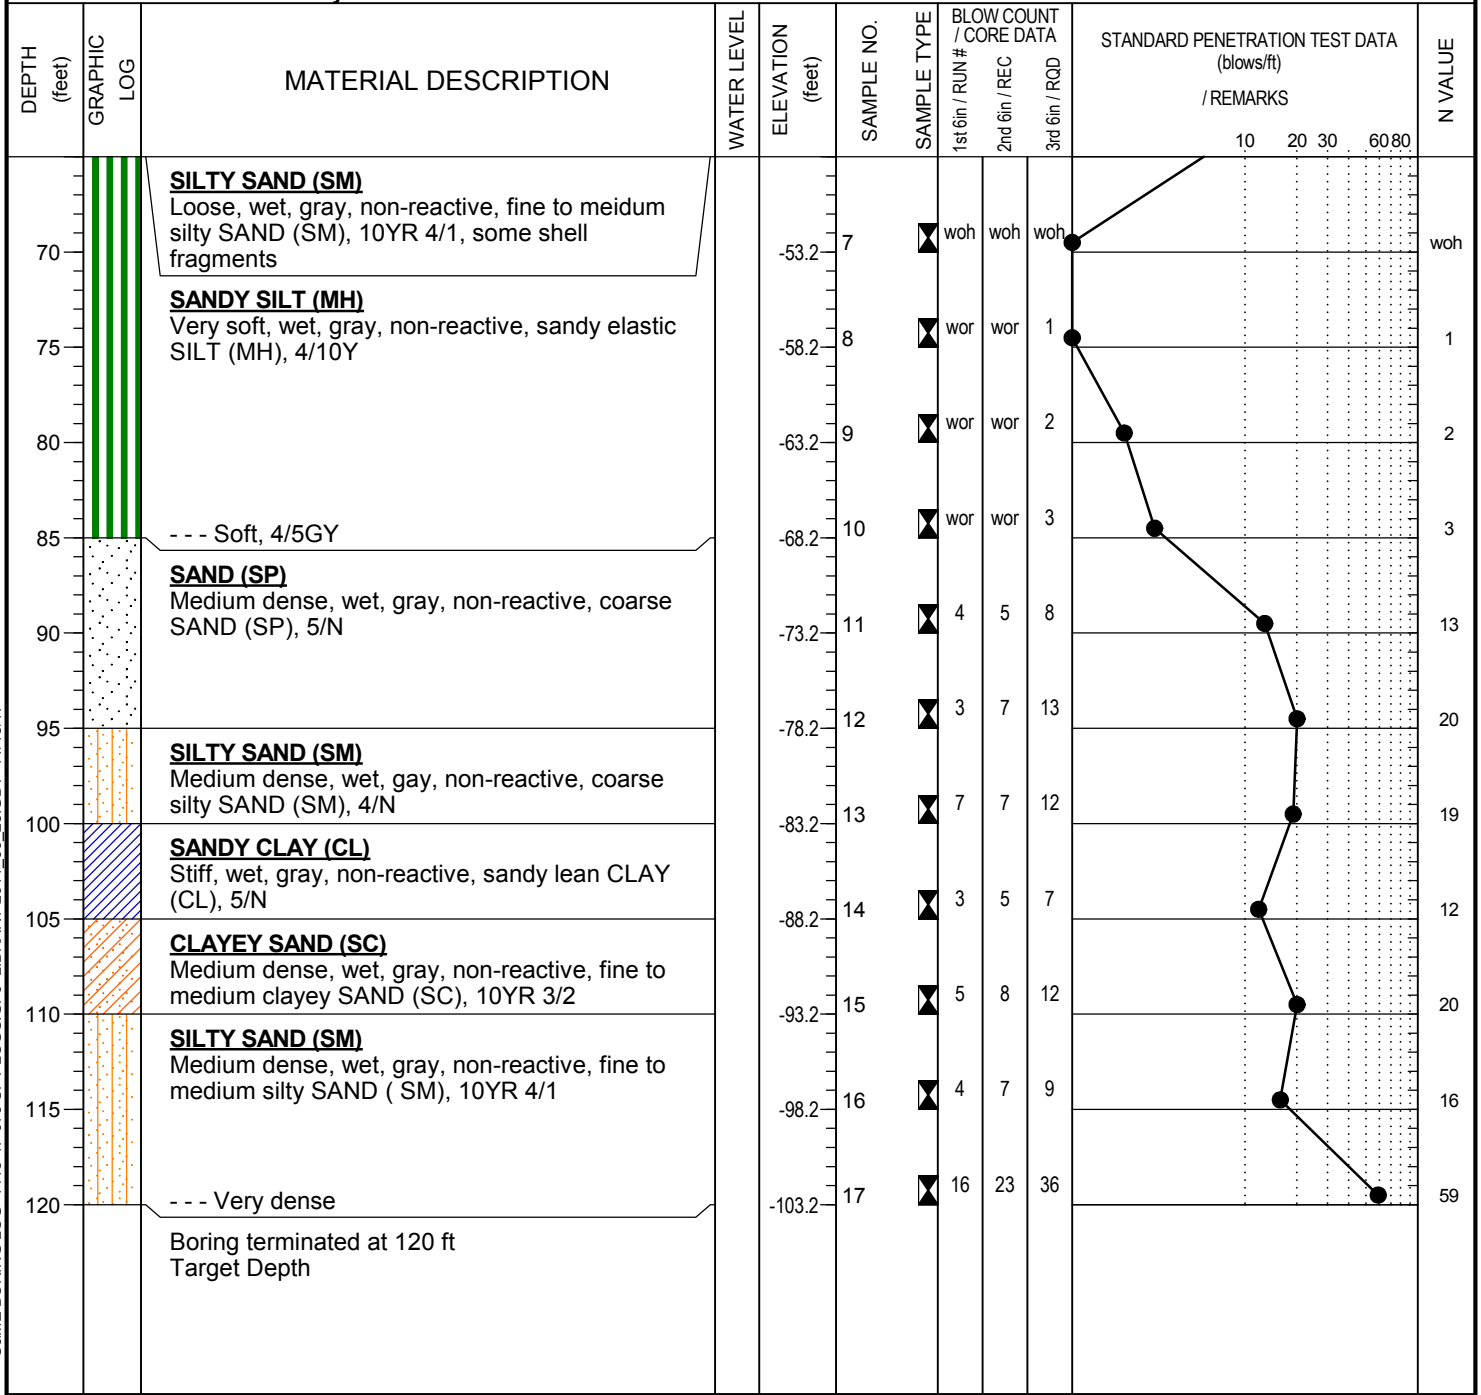 DEPTH
(feet)
GRAPHIC
LOG
MATERIAL DESCRIPTION
WATER LEVEL
ELEVATION
(feet)
SAMPLE NO.
SAMPLE TYPE
BLOW COUNT
/ CORE DATA
1st 6in / RUN #
2nd 6in / REC
3rd 6in / RQD
STANDARD PENETRATION TEST DATA
(blows/ft)
/ REMARKS
10 20 30 60 80
N VALUE
SILTY SAND (SM)
Loose, wet, gray, non-reactive, fine to meidum
silty SAND (SM), 10YR 4/1, some shell
fragments
7 woh woh woh woh
70 -53.2
SANDY SILT (MH)
Very soft, wet, gray, non-reactive, sandy elastic
SILT (MH), 4/10Y
8 wor wor 1 1
75 -58.2
9 wor wor 2 2
80 -63.2
- - - Soft, 4/5GY
10 wor wor 3 3
85 -68.2
SAND (SP)
Medium dense, wet, gray, non-reactive, coarse
SAND (SP), 5/N
11 4 5 8 13
90 -73.2
12 3 7 13 20
95 -78.2
SILTY SAND (SM)
Medium dense, wet, gay, non-reactive, coarse
silty SAND (SM), 4/N
13 7 7 12 19
100 -83.2
SANDY CLAY (CL)
Stiff, wet, gray, non-reactive, sandy lean CLAY
(CL), 5/N
14 3 5 7 12
105 -88.2
CLAYEY SAND (SC)
Medium dense, wet, gray, non-reactive, fine to
medium clayey SAND (SC), 10YR 3/2
15 5 8 12 20
110 -93.2
SILTY SAND (SM)
Medium dense, wet, gray, non-reactive, fine to
medium silty SAND ( SM), 10YR 4/1
16 4 7 9 16
115 -98.2
- - - Very dense
17 16 23 36 59
120 -103.2
Boring terminated at 120 ft
Target Depth